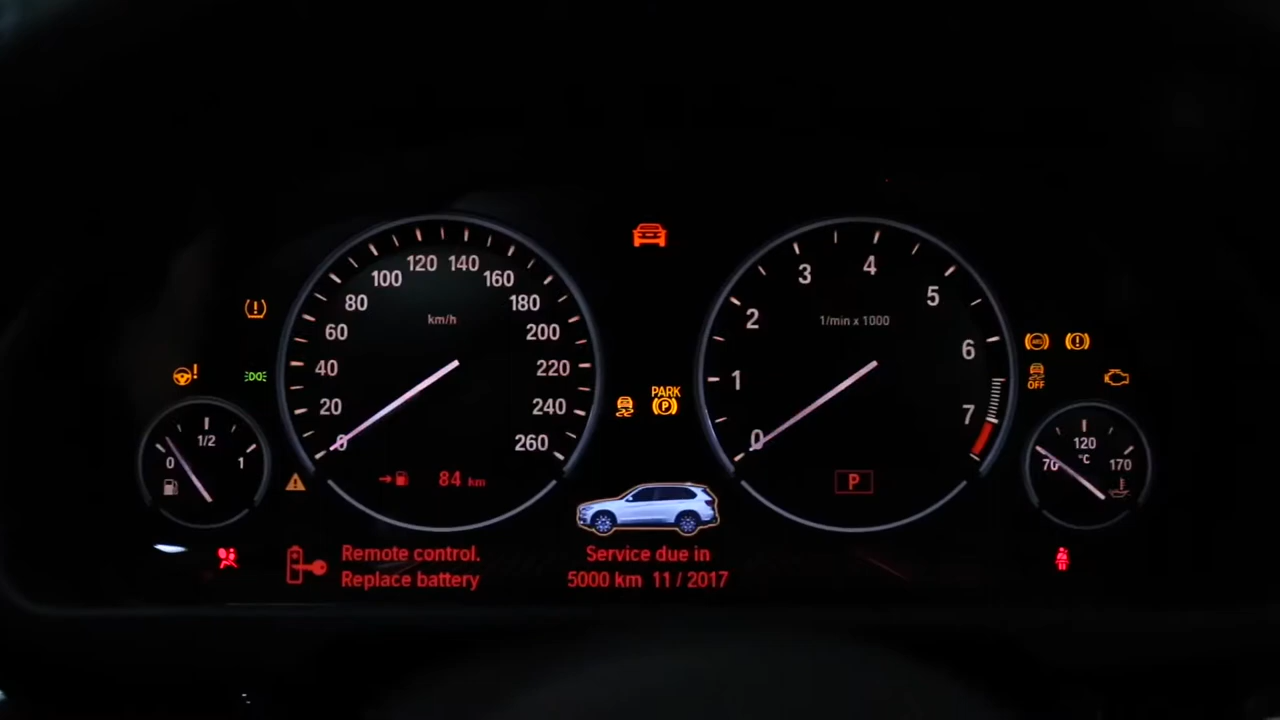 km/h
0
20
40
60
80
100
120
140
160
180
200
220
240
260
1/min x 1000
0
1
2
3
4
5
6
7
ABS
OFF
PARK
P
0
1/2
1
70
120
170
°C
84 km
P
Remote control.
Replace battery
Service due in
5000 km 11 / 2017